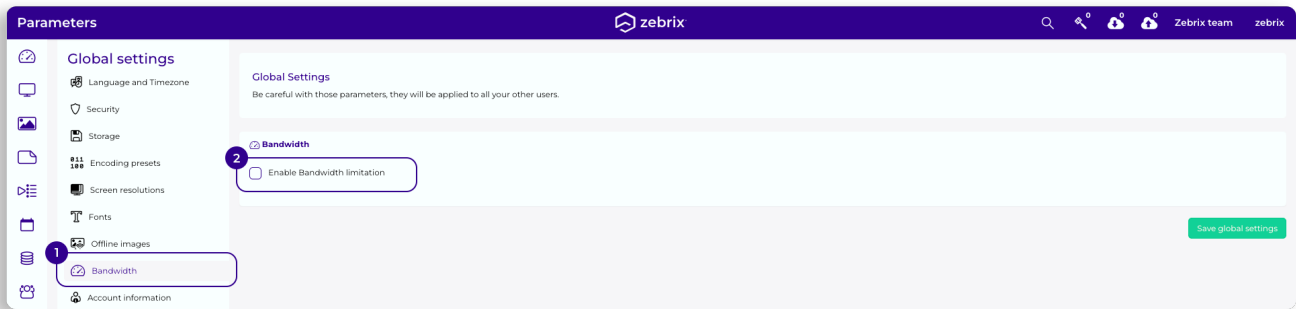 Parameters
zebrix
0
0
0
Zebrix team
zebrix
Global settings
Language and Timezone
Security
Storage
011
100
Encoding presets
Screen resolutions
Fonts
Offline images
1
Bandwidth
Account information
Global Settings
Be careful with those parameters, they will be applied to all your other users.
Bandwidth
2
Enable Bandwidth limitation
Save global settings